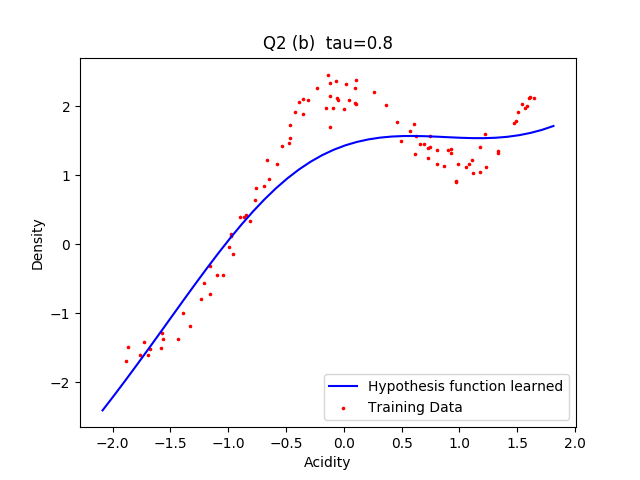 Q2 (b)  tau=0.8
Density
2
1
0
−1
−2
Hypothesis function learned
Training Data
−2.0 −1.5 −1.0 −0.5 0.0 0.5 1.0 1.5 2.0
Acidity